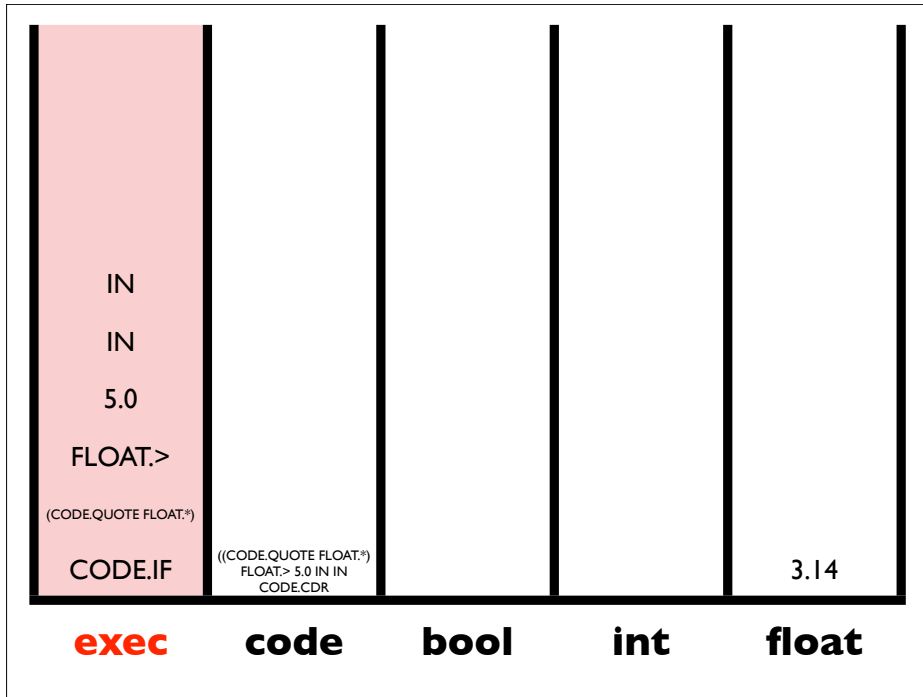 IN
IN
5.0
FLOAT.>
(CODE.QUOTE FLOAT.*)
CODE.IF
((CODE.QUOTE FLOAT.*)
FLOAT.> 5.0 IN IN
CODE.CDR
3.14
exec
code
bool
int
float